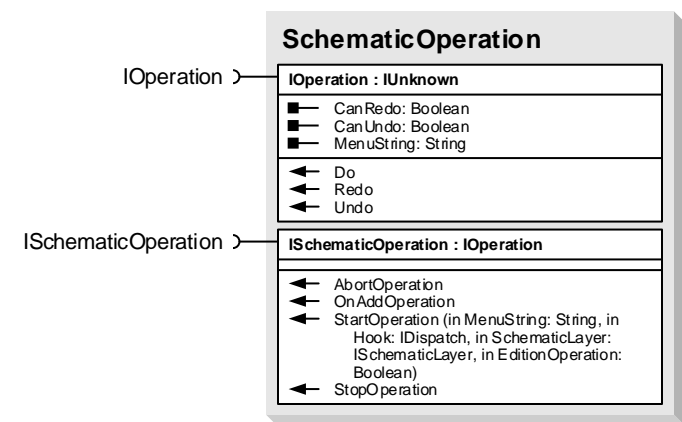 SchematicOperation
IOperation
IOperation : IUnknown
CanRedo: Boolean
CanUndo: Boolean
MenuString: String
Do
Redo
Undo
ISchematicOperation
ISchematicOperation : IOperation
AbortOperation
OnAddOperation
StartOperation (in MenuString: String, in
Hook: IDispatch, in SchematicLayer:
ISchematicLayer, in EditionOperation:
Boolean)
StopOperation